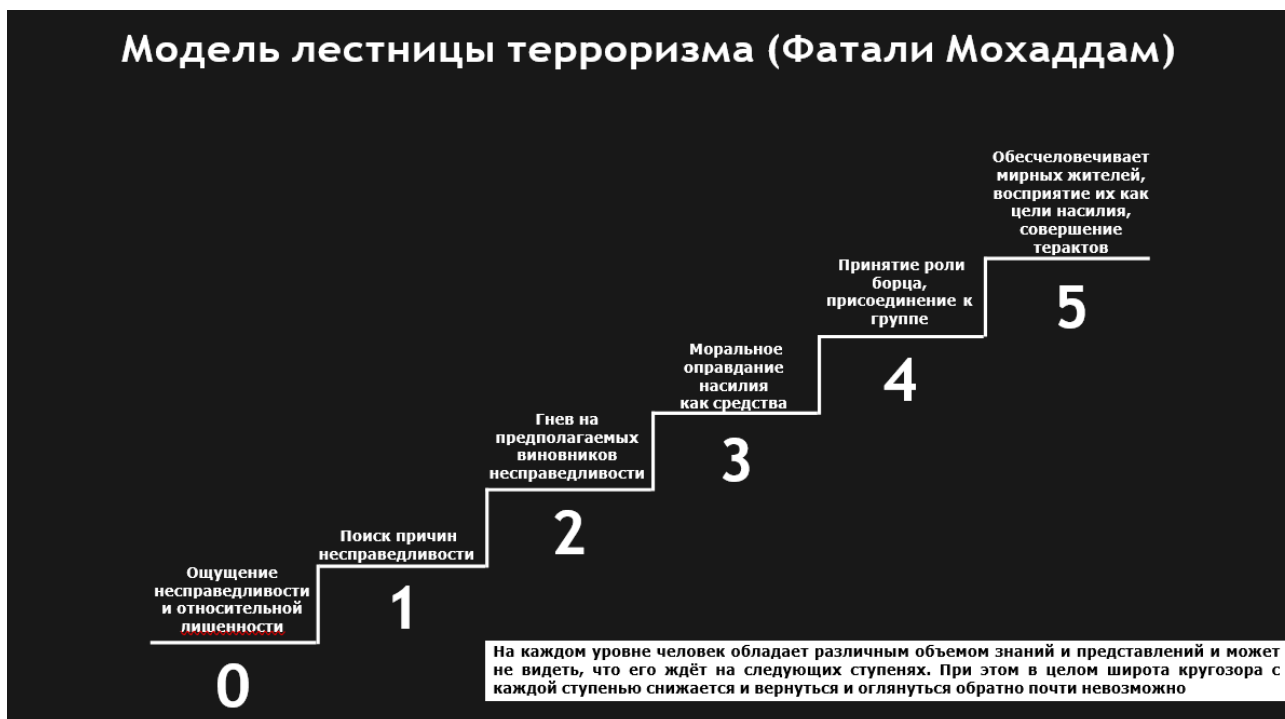 Модель лестницы терроризма (Фатали Мохаддам)
Обесчеловечивает
мирных жителей,
восприятие их как
цели насилия,
совершение
терактов
5
Принятие роли
борца,
присоединение к
группе
4
Моральное
оправдание
насилия
как средства
3
Гнев на
предполагаемых
виновников
несправедливости
2
Поиск причин
несправедливости
1
Ощущение
несправедливости
и относительной
лишенности
0
На каждом уровне человек обладает различным объемом знаний и представлений и может
не видеть, что его ждёт на следующих ступенях. При этом в целом широта кругозора с
каждой ступенью снижается и вернуться и оглянуться обратно почти невозможно